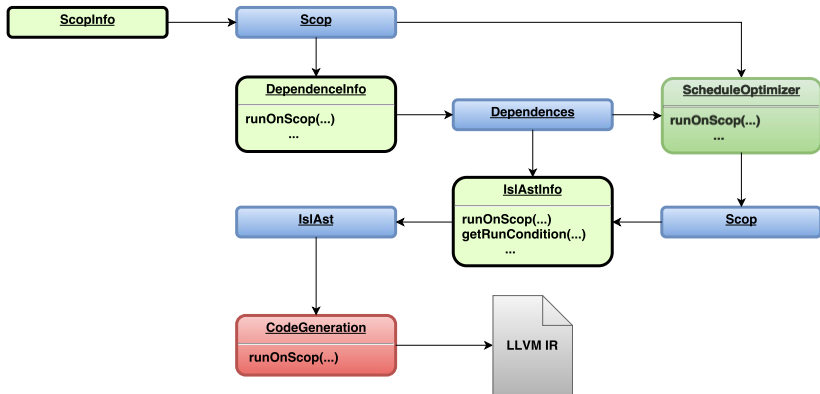 ScopInfo
Scop
DependenceInfo
runOnScop(...)
...
Dependences
ScheduleOptimizer
runOnScop(...)
...
IslAstInfo
runOnScop(...)
getRunCondition(...)
...
IslAst
Scop
CodeGeneration
runOnScop(...)
LLVM IR